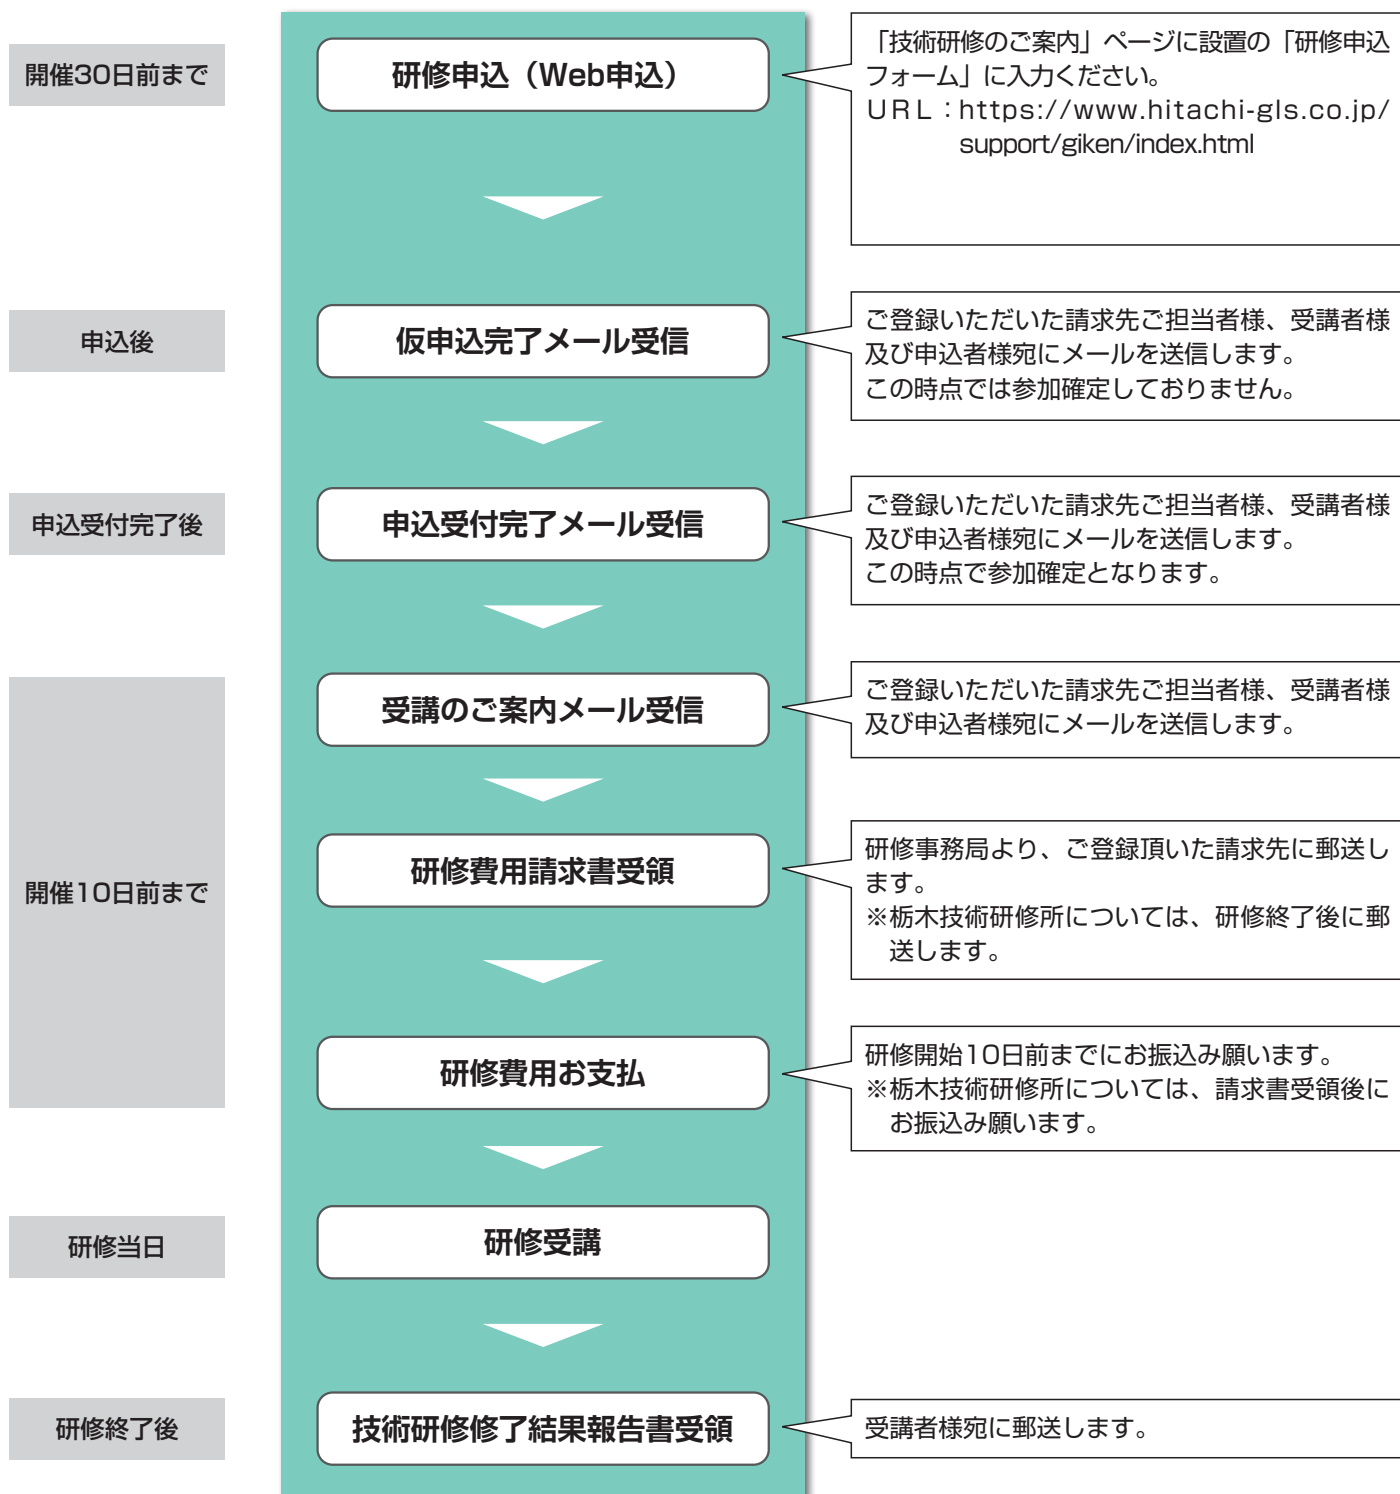 開催30日前まで
研修申込（Web申込）
「技術研修のご案内」ページに設置の「研修申込
フォーム」に入力ください。
ＵＲＬ：https://www.hitachi-gls.co.jp/
support/giken/index.html
申込後
仮申込完了メール受信
ご登録いただいた請求先ご担当者様、受講者様
及び申込者様宛にメールを送信します。
この時点では参加確定しておりません。
申込受付完了後
申込受付完了メール受信
ご登録いただいた請求先ご担当者様、受講者様
及び申込者様宛にメールを送信します。
この時点で参加確定となります。
開催10日前まで
受講のご案内メール受信
ご登録いただいた請求先ご担当者様、受講者様
及び申込者様宛にメールを送信します。
研修費用請求書受領
研修事務局より、ご登録頂いた請求先に郵送し
ます。
※栃木技術研修所については、研修終了後に郵
送します。
研修費用お支払
研修開始10日前までにお振込み願います。
※栃木技術研修所については、請求書受領後に
お振込み願います。
研修当日
研修受講
研修終了後
技術研修修了結果報告書受領
受講者様宛に郵送します。